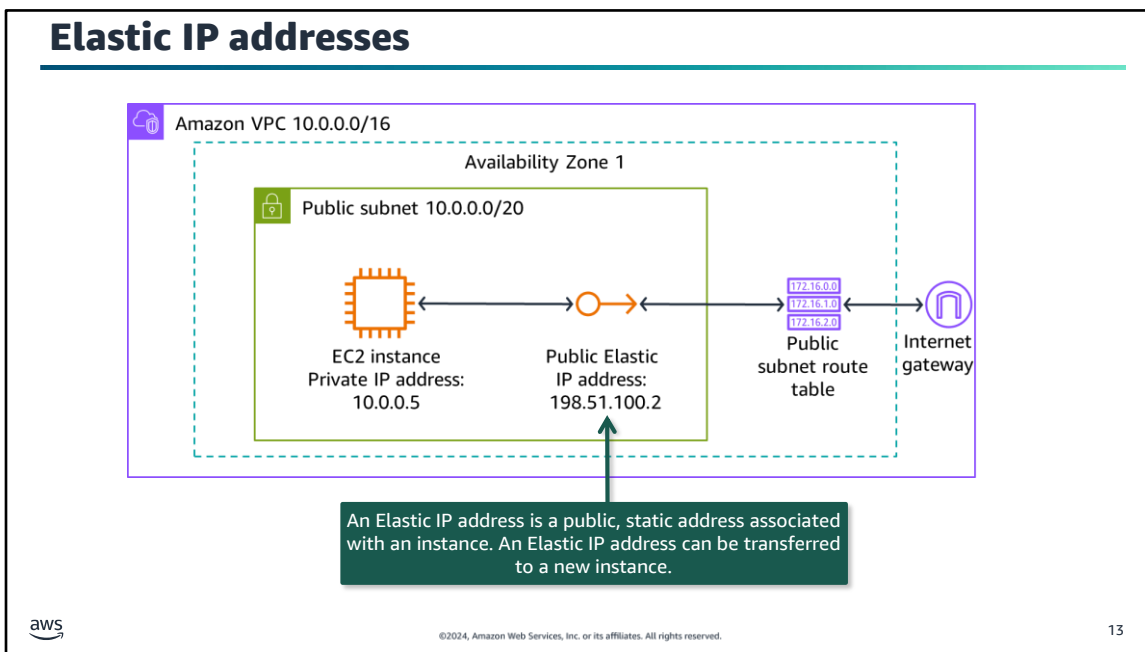 Elastic IP addresses
Amazon VPC 10.0.0.0/16
Availability Zone 1
Public subnet 10.0.0.0/20
EC2 instance
Private IP address:
10.0.0.5
Public Elastic
IP address:
198.51.100.2
172.16.0.0
172.16.1.0
172.16.2.0
Public
subnet route
table
Internet
gateway
An Elastic IP address is a public, static address associated
with an instance. An Elastic IP address can be transferred
to a new instance.
aws
©2024, Amazon Web Services, Inc. or its affiliates. All rights reserved.
13